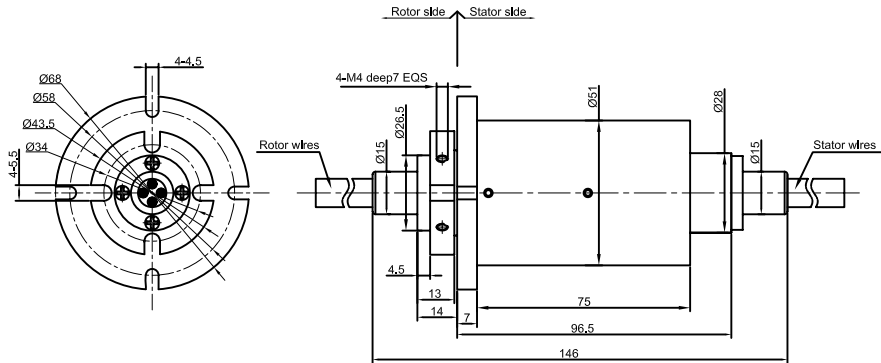 Rotor side
Stator side
4-4.5
Ø68
Ø58
Ø43.5
Ø34
4-5.5
4-M4 deep7 EQS
Ø26.5
Ø15
Rotor wires
Ø51
Ø28
Ø15
Stator wires
4.5
13
14
7
75
96.5
146